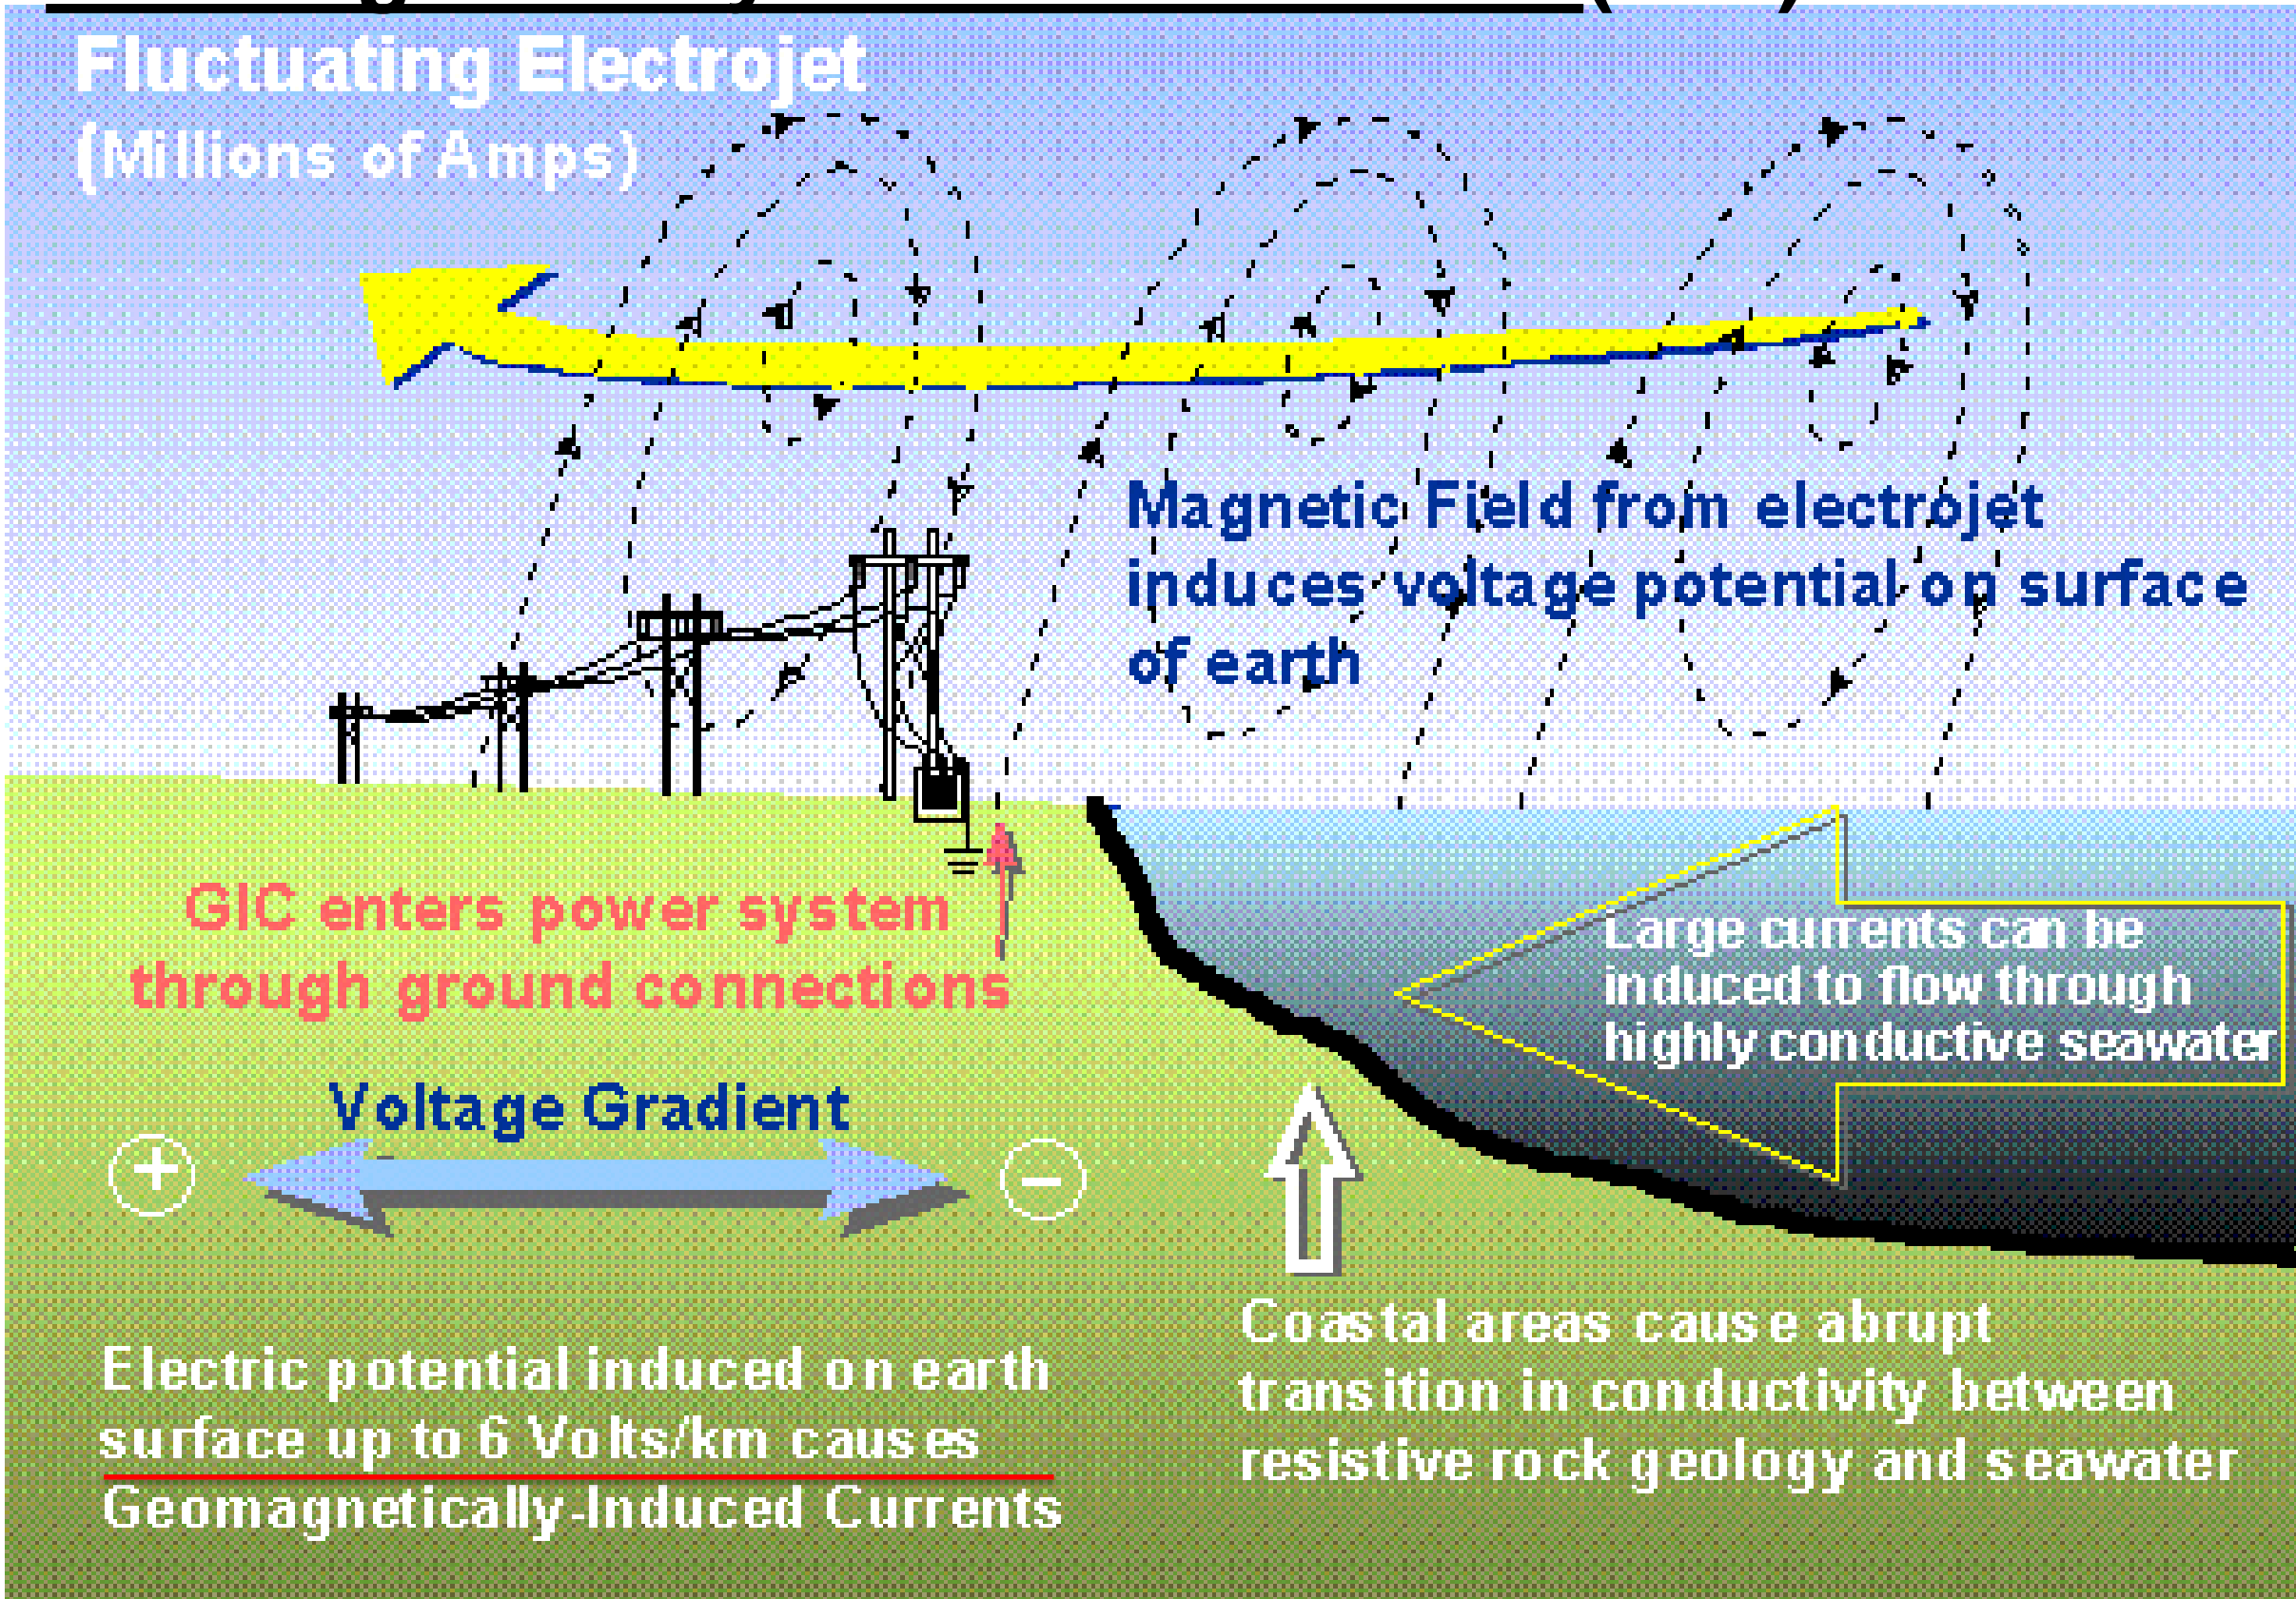 Fluctuating Electrojet
(Millions of Amps)
Magnetic Field from electrojet
induces voltage potential on surface
of earth
GIC enters power system
through ground connections
Large currents can be
induced to flow through
highly conductive seawater
Voltage Gradient
+
−
Coastal areas cause abrupt
transition in conductivity between
resistive rock geology and seawater
Electric potential induced on earth
surface up to 6 Volts/km causes
Geomagnetically-Induced Currents